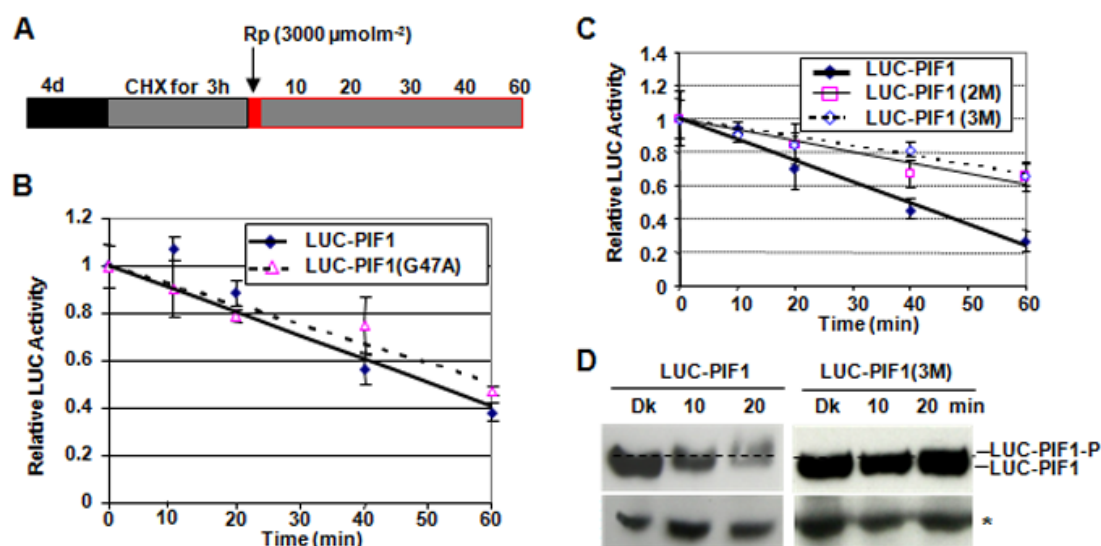 A
Rp (3000 µmolm-2)
4d CHX for 3h 10 20 30 40 60
B
Relative LUC Activity
1.2
1
0.8
0.6
0.4
0.2
0
LUC-PIF1
LUC-PIF1(G47A)
0 10 20 30 40 50 60
Time (min)
C
Relative LUC Activity
1.4
1.2
1
0.8
0.6
0.4
0.2
0
LUC-PIF1
LUC-PIF1 (2M)
LUC-PIF1 (3M)
0 10 20 30 40 50 60
Time (min)
D
LUC-PIF1 LUC-PIF1(3M)
Dk 10 20 Dk 10 20 min
LUC-PIF1-P
LUC-PIF1
*